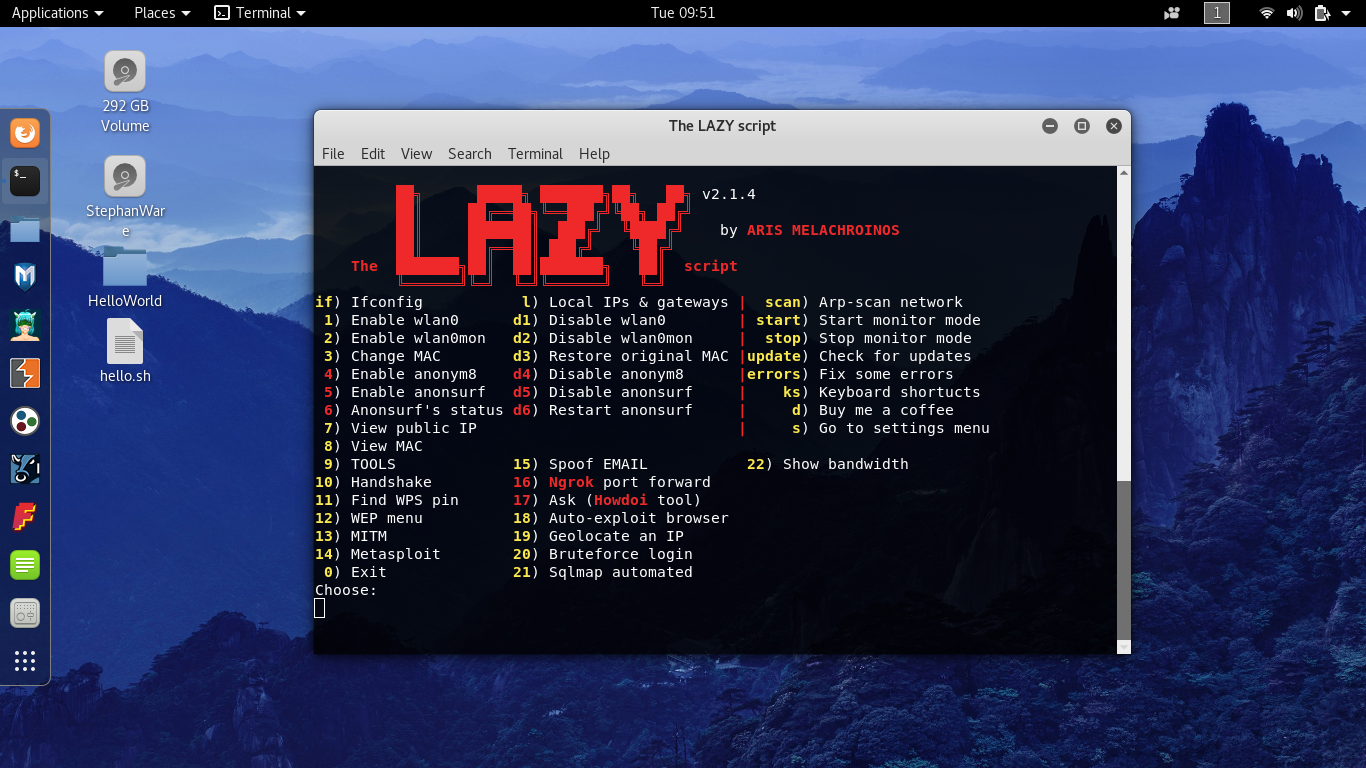 Applications Places Terminal Tue 09:51 1
292 GB
Volume
StephanWar
e
HelloWorld
hello.sh
$_
The LAZY script
File Edit View Search Terminal Help
LAZY v2.1.4
by ARIS MELACHROINOS
The script
if) Ifconfig l) Local IPs & gateways | scan) Arp-scan network
1) Enable wlan0 d1) Disable wlan0 | start) Start monitor mode
2) Enable wlan0mon d2) Disable wlan0mon | stop) Stop monitor mode
3) Change MAC d3) Restore original MAC |update) Check for updates
4) Enable anonym8 d4) Disable anonym8 |errors) Fix some errors
5) Enable anonsurf d5) Disable anonsurf | ks) Keyboard shortucts
6) Anonsurf's status d6) Restart anonsurf | d) Buy me a coffee
7) View public IP | s) Go to settings menu
8) View MAC
9) TOOLS 15) Spoof EMAIL 22) Show bandwidth
10) Handshake 16) Ngrok port forward
11) Find WPS pin 17) Ask (Howdoi tool)
12) WEP menu 18) Auto-exploit browser
13) MITM 19) Geolocate an IP
14) Metasploit 20) Bruteforce login
0) Exit 21) Sqlmap automated
Choose: